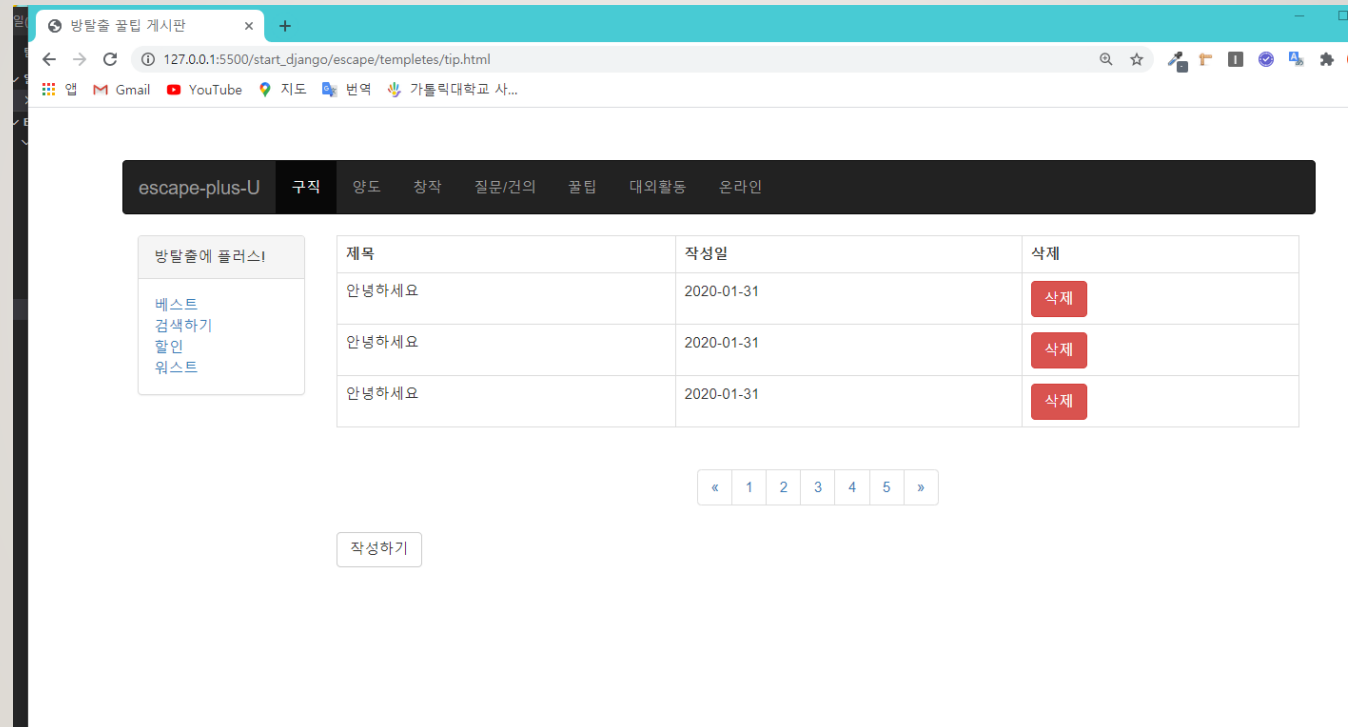 방탈출 꿀팁 게시판 × +
127.0.0.1:5500/start_django/escape/templetes/tip.html
앱 Gmail YouTube 지도 번역 가톨릭대학교 사...
escape-plus-U 구직 양도 창작 질문/건의 꿀팁 대외활동 온라인
방탈출에 플러스!
베스트
검색하기
할인
워스트
제목 작성일 삭제
안녕하세요 2020-01-31 삭제
안녕하세요 2020-01-31 삭제
안녕하세요 2020-01-31 삭제
« 1 2 3 4 5 »
작성하기